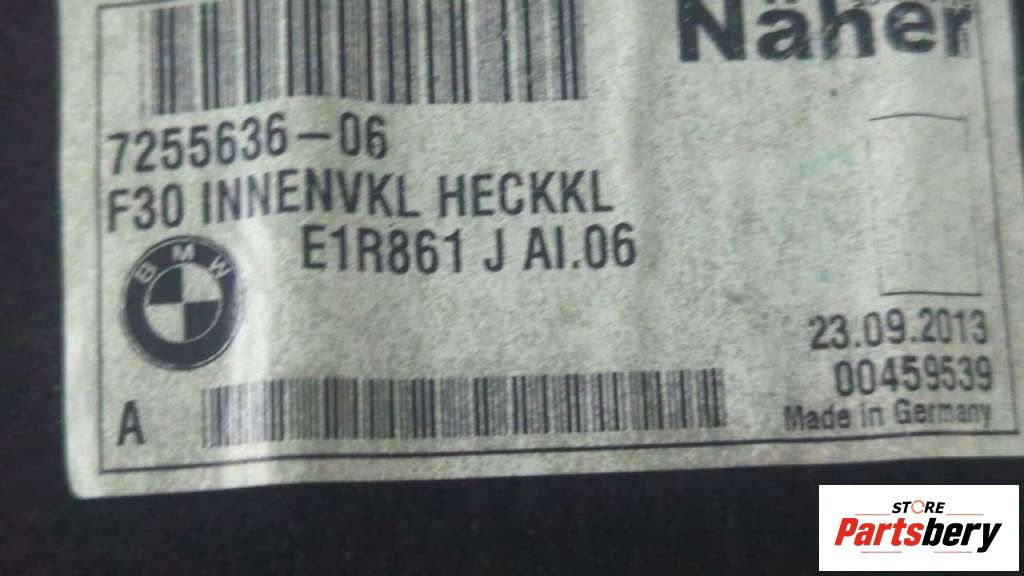 Näher
7255636-06
F30 INNENVKL HECKKL
E1R861 J AI.06
BMW
23.09.2013
00459539
A
Made in Germany
STORE
Partsbery